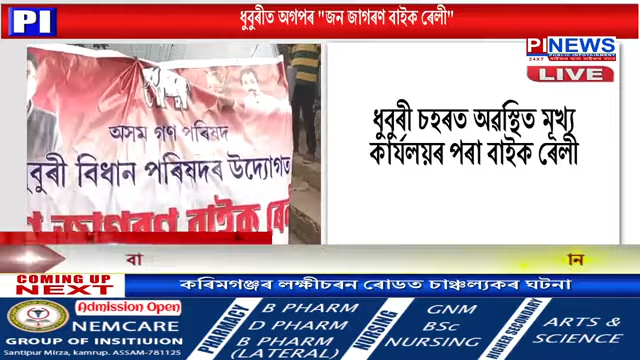 PI
ধুবুৰীত অগপৰ "জন জাগৰণ বাইক ৰেলী"
PI NEWS
24X7
LIVE
অসম গণ পৰিষদ
বুৰী বিধান পৰিষদৰ উদ্যোগত
জাগৰণ বাইক ৰে
ধুবুৰী চহৰত অৱস্থিত মূখ্য
কাৰ্যলয়ৰ পৰা বাইক ৰেলী
বা
ান
COMING UP
NEXT
কৰিমগঞ্জৰ লক্ষীচৰন ৰোডত চাঞ্চল্যকৰ ঘটনা
Admission Open
NEMCARE
GROUP OF INSTITIUION
Santipur Mirza, kamrup. ASSAM-781125
PHARMACY
B PHARM
D PHARM
B PHARM
(LATERAL)
NURSING
GNM
BSc
NURSING
HIGHER SECONDARY
ARTS &
SCIENCE